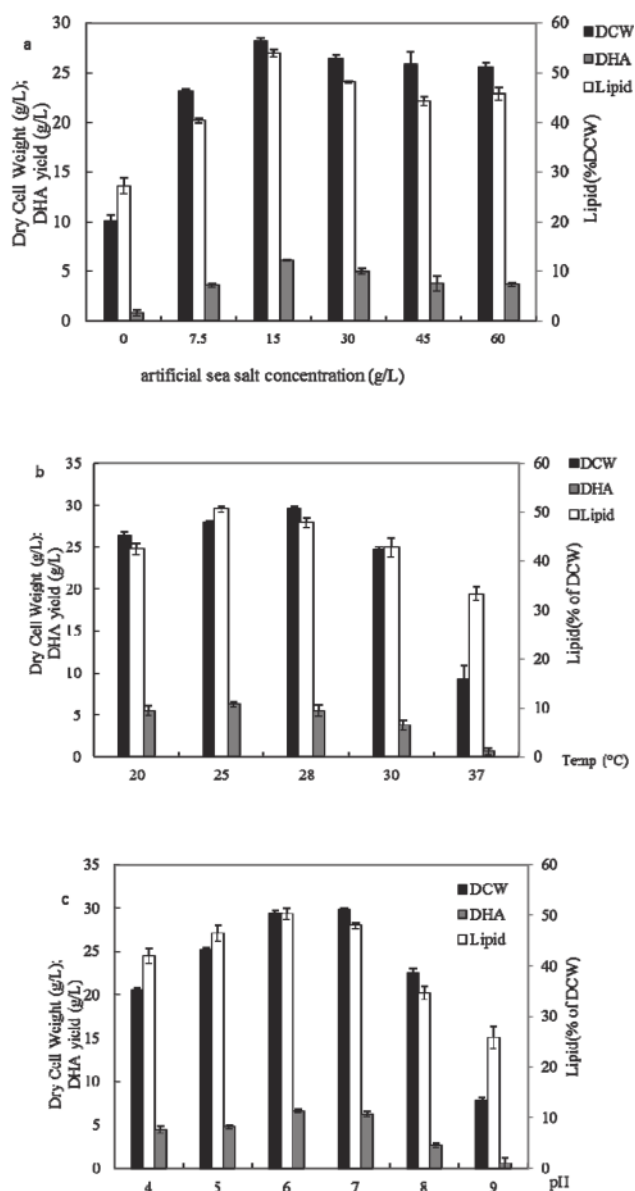 a
DCW
DHA
Lipid
Dry Cell Weight (g/L);
DHA yield (g/L)
30
25
20
15
10
5
0
60
50
40
30
20
10
0
Lipid(%DCW)
0 7.5 15 30 45 60
artificial sea salt concentration (g/L)
b
DCW
DHA
Lipid
Dry Cell Weight (g/L);
DHA yield (g/L)
35
30
25
20
15
10
5
0
60
50
40
30
20
10
0
Lipid(% of DCW)
20 25 28 30 37
Temp (°C)
c
DCW
DHA
Lipid
Dry Cell Weight (g/L);
DHA yield (g/L)
35
30
25
20
15
10
5
0
60
50
40
30
20
10
0
Lipid(% of DCW)
4 5 6 7 8 9
pH